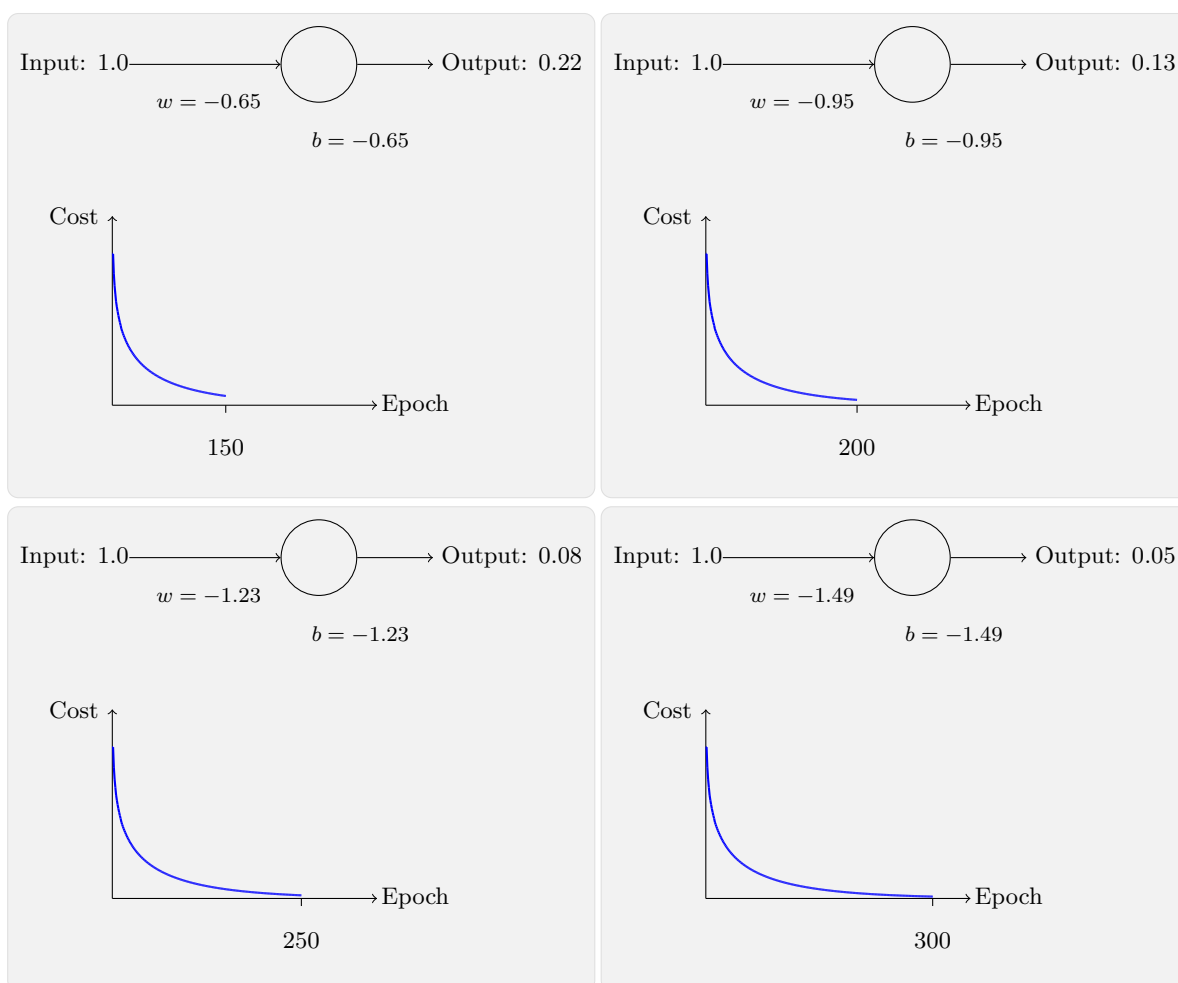 Input: 1.0 Output: 0.22
w = −0.65
b = −0.65
Cost
Epoch
150
Input: 1.0 Output: 0.13
w = −0.95
b = −0.95
Cost
Epoch
200
Input: 1.0 Output: 0.08
w = −1.23
b = −1.23
Cost
Epoch
250
Input: 1.0 Output: 0.05
w = −1.49
b = −1.49
Cost
Epoch
300